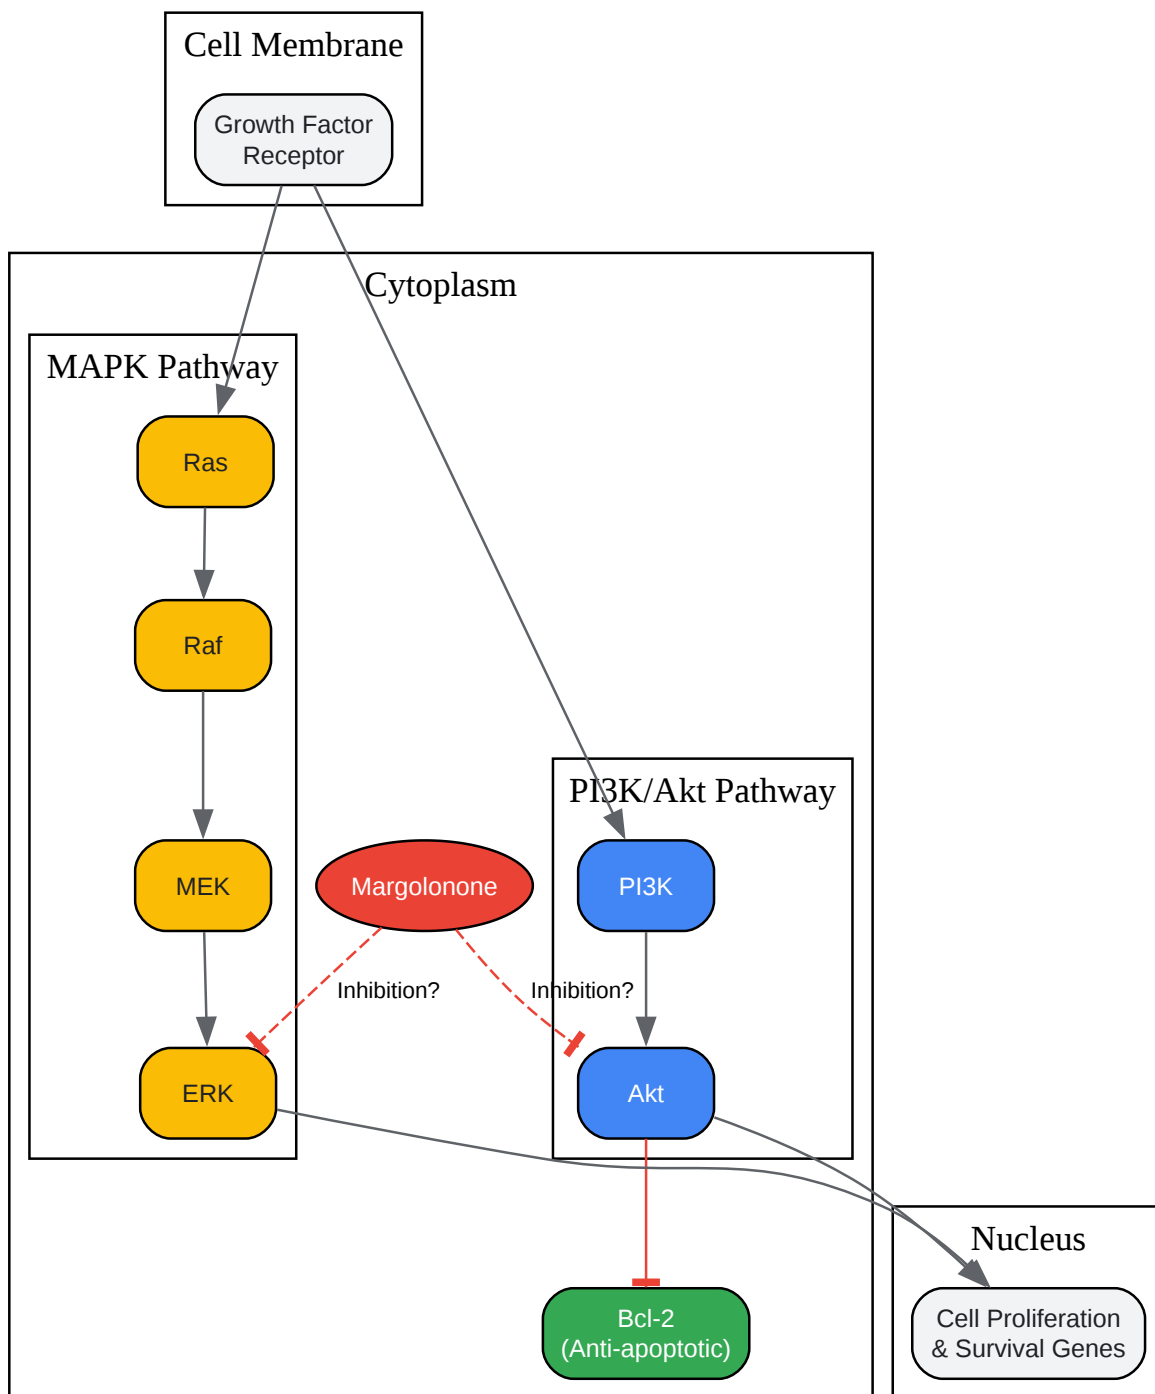 Cell Membrane
Growth Factor
Receptor
Cytoplasm
MAPK Pathway
Ras
Raf
PI3K/Akt Pathway
MEK
Margolonone
PI3K
Inhibition?
Inhibition?
ERK
Akt
Nucleus
Bcl-2
(Anti-apoptotic)
Cell Proliferation
& Survival Genes